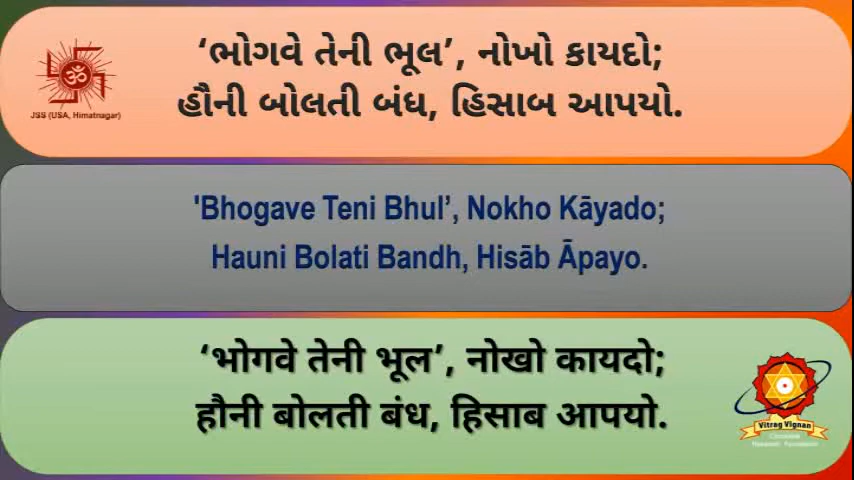 ‘ભોગવે તેની ભૂલ’, નોખો કાયદો;
હૌની બોલતી બંધ, હિસાબ આપયો.
JSS (USA, Himatnagar)
'Bhogave Teni Bhul’, Nokho Kāyado;
Hauni Bolati Bandh, Hisāb Āpayo.
‘भोगवे तेनी भूल’, नोखो कायदो;
हौनी बोलती बंध, हिसाब आपयो.
Vitrag Vignan